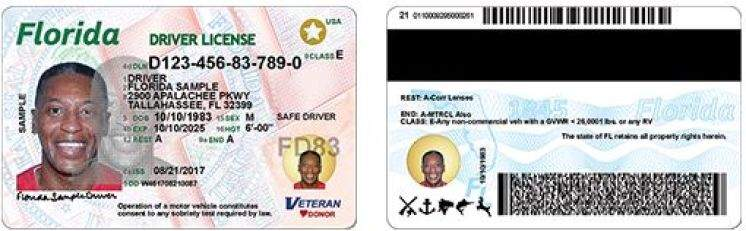 Florida
DRIVER LICENSE
USA
SAMPLE
4d DLN D123-456-83-789-0
9 CLASS E
1 DRIVER
2 FLORIDA SAMPLE
8 2900 APALACHEE PKWY
TALLAHASSEE, FL 32399
3 DOB 10/10/1983 15 SEX M
SAFE DRIVER
4b EXP 10/10/2025 16 HGT 6'-00"
12 REST A 9a END A
FD83
4a ISS 08/21/2017
5 DD W461708210087
Florida Sample Driver
Operation of a motor vehicle constitutes
consent to any sobriety test required by law.
VETERAN
DONOR
21 0110009295000261
REST: A-Corr Lenses
END: A-MTRCL Also
CLASS: E-Any non-commercial veh with a GVWR < 26,0001 lbs. or any RV
1845
Florida
The state of FL retains all property rights herein.
10/10/1983